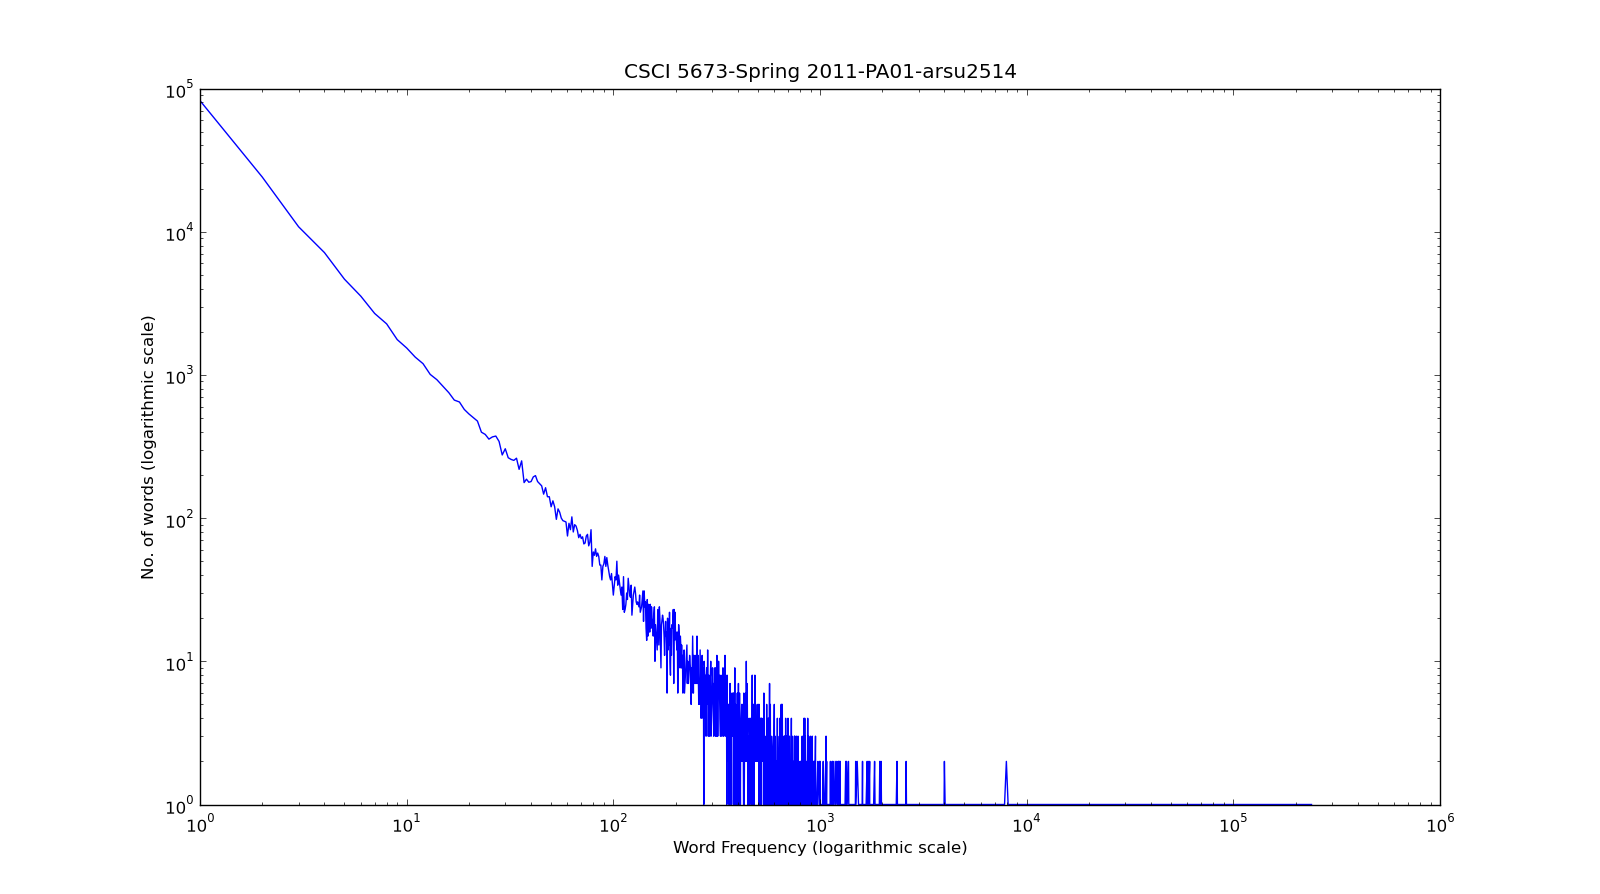 CSCI 5673-Spring 2011-PA01-arsu2514
No. of words (logarithmic scale)
10^5
10^4
10^3
10^2
10^1
10^0
10^0 10^1 10^2 10^3 10^4 10^5 10^6
Word Frequency (logarithmic scale)